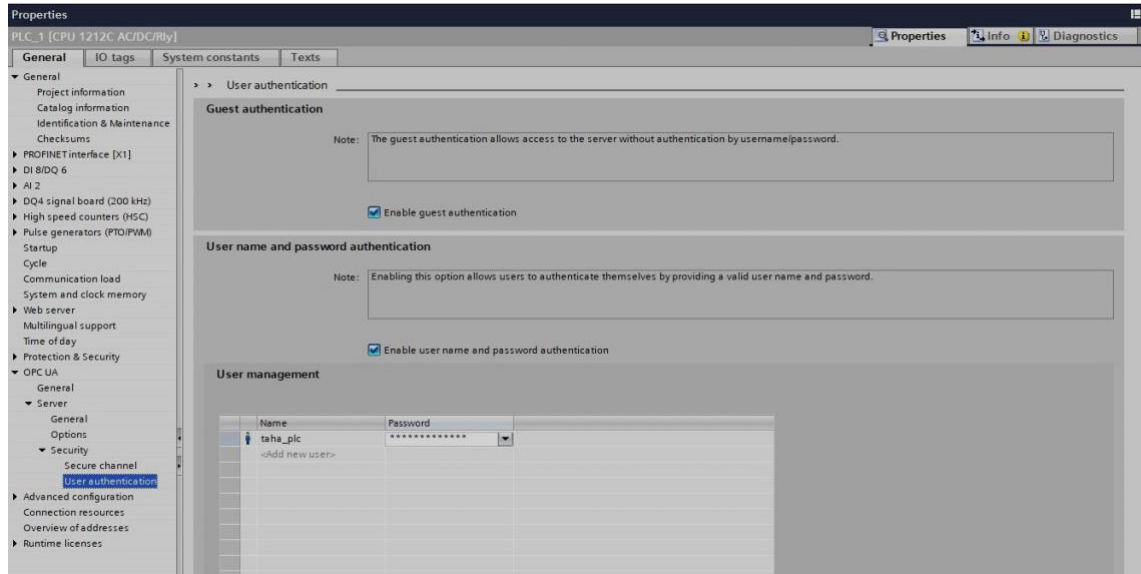 Properties
PLC_1 [CPU 1212C AC/DC/Rly]
Properties
Info
Diagnostics
General
IO tags
System constants
Texts
General
Project information
Catalog information
Identification & Maintenance
Checksums
PROFINET interface [X1]
DI 8/DQ 6
AI 2
DQ4 signal board (200 kHz)
High speed counters (HSC)
Pulse generators (PTO/PWM)
Startup
Cycle
Communication load
System and clock memory
Web server
Multilingual support
Time of day
Protection & Security
OPC UA
General
Server
General
Options
Security
Secure channel
User authentication
Advanced configuration
Connection resources
Overview of addresses
Runtime licenses
> > User authentication
Guest authentication
Note: The guest authentication allows access to the server without authentication by username/password.
Enable guest authentication
User name and password authentication
Note: Enabling this option allows users to authenticate themselves by providing a valid user name and password.
Enable user name and password authentication
User management
Name Password
taha_plc *************
<Add new user>